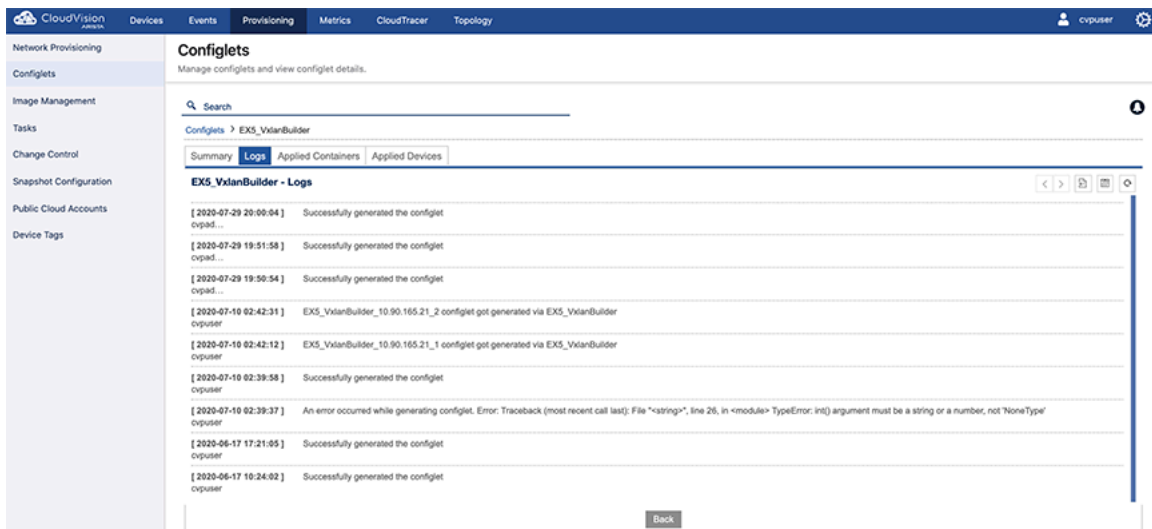 CloudVision
ARISTA
Devices
Events
Provisioning
Metrics
CloudTracer
Topology
cvpuser
Network Provisioning
Configlets
Image Management
Tasks
Change Control
Snapshot Configuration
Public Cloud Accounts
Device Tags
Configlets
Manage configlets and view configlet details.
Search
Configlets > EX5_VxlanBuilder
Summary
Logs
Applied Containers
Applied Devices
EX5_VxlanBuilder - Logs
[ 2020-07-29 20:00:04 ] Successfully generated the configlet
cvpad...
[ 2020-07-29 19:51:58 ] Successfully generated the configlet
cvpad...
[ 2020-07-29 19:50:54 ] Successfully generated the configlet
cvpad...
[ 2020-07-10 02:42:31 ] EX5_VxlanBuilder_10.90.165.21_2 configlet got generated via EX5_VxlanBuilder
cvpuser
[ 2020-07-10 02:42:12 ] EX5_VxlanBuilder_10.90.165.21_1 configlet got generated via EX5_VxlanBuilder
cvpuser
[ 2020-07-10 02:39:58 ] Successfully generated the configlet
cvpuser
[ 2020-07-10 02:39:37 ] An error occurred while generating configlet. Error: Traceback (most recent call last): File "<string>", line 26, in <module> TypeError: int() argument must be a string or a number, not 'NoneType'
cvpuser
[ 2020-06-17 17:21:05 ] Successfully generated the configlet
cvpuser
[ 2020-06-17 10:24:02 ] Successfully generated the configlet
cvpuser
Back